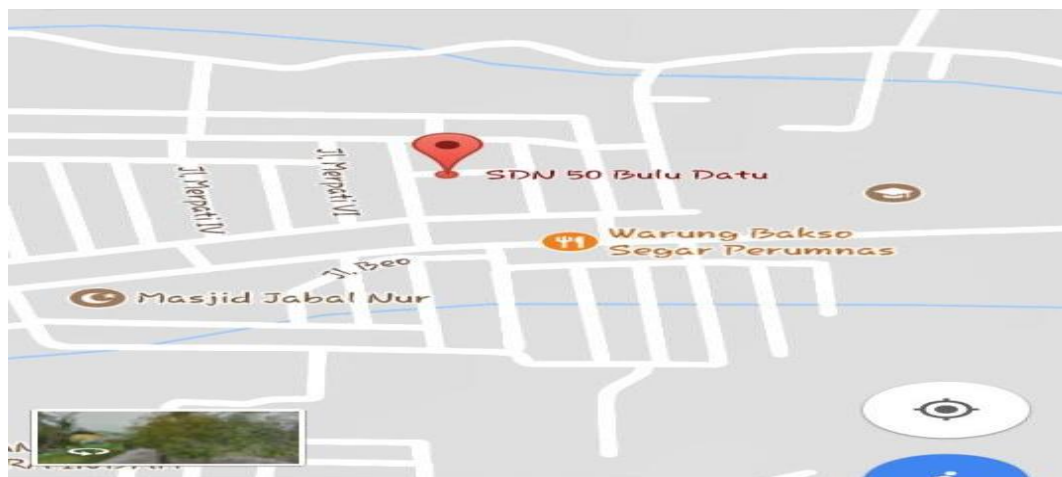 Jl. Merpati IV
Jl. Merpati VI
SDN 50 Bulu Datu
Warung Bakso
Segar Perumnas
Jl. Beo
Masjid Jabal Nur